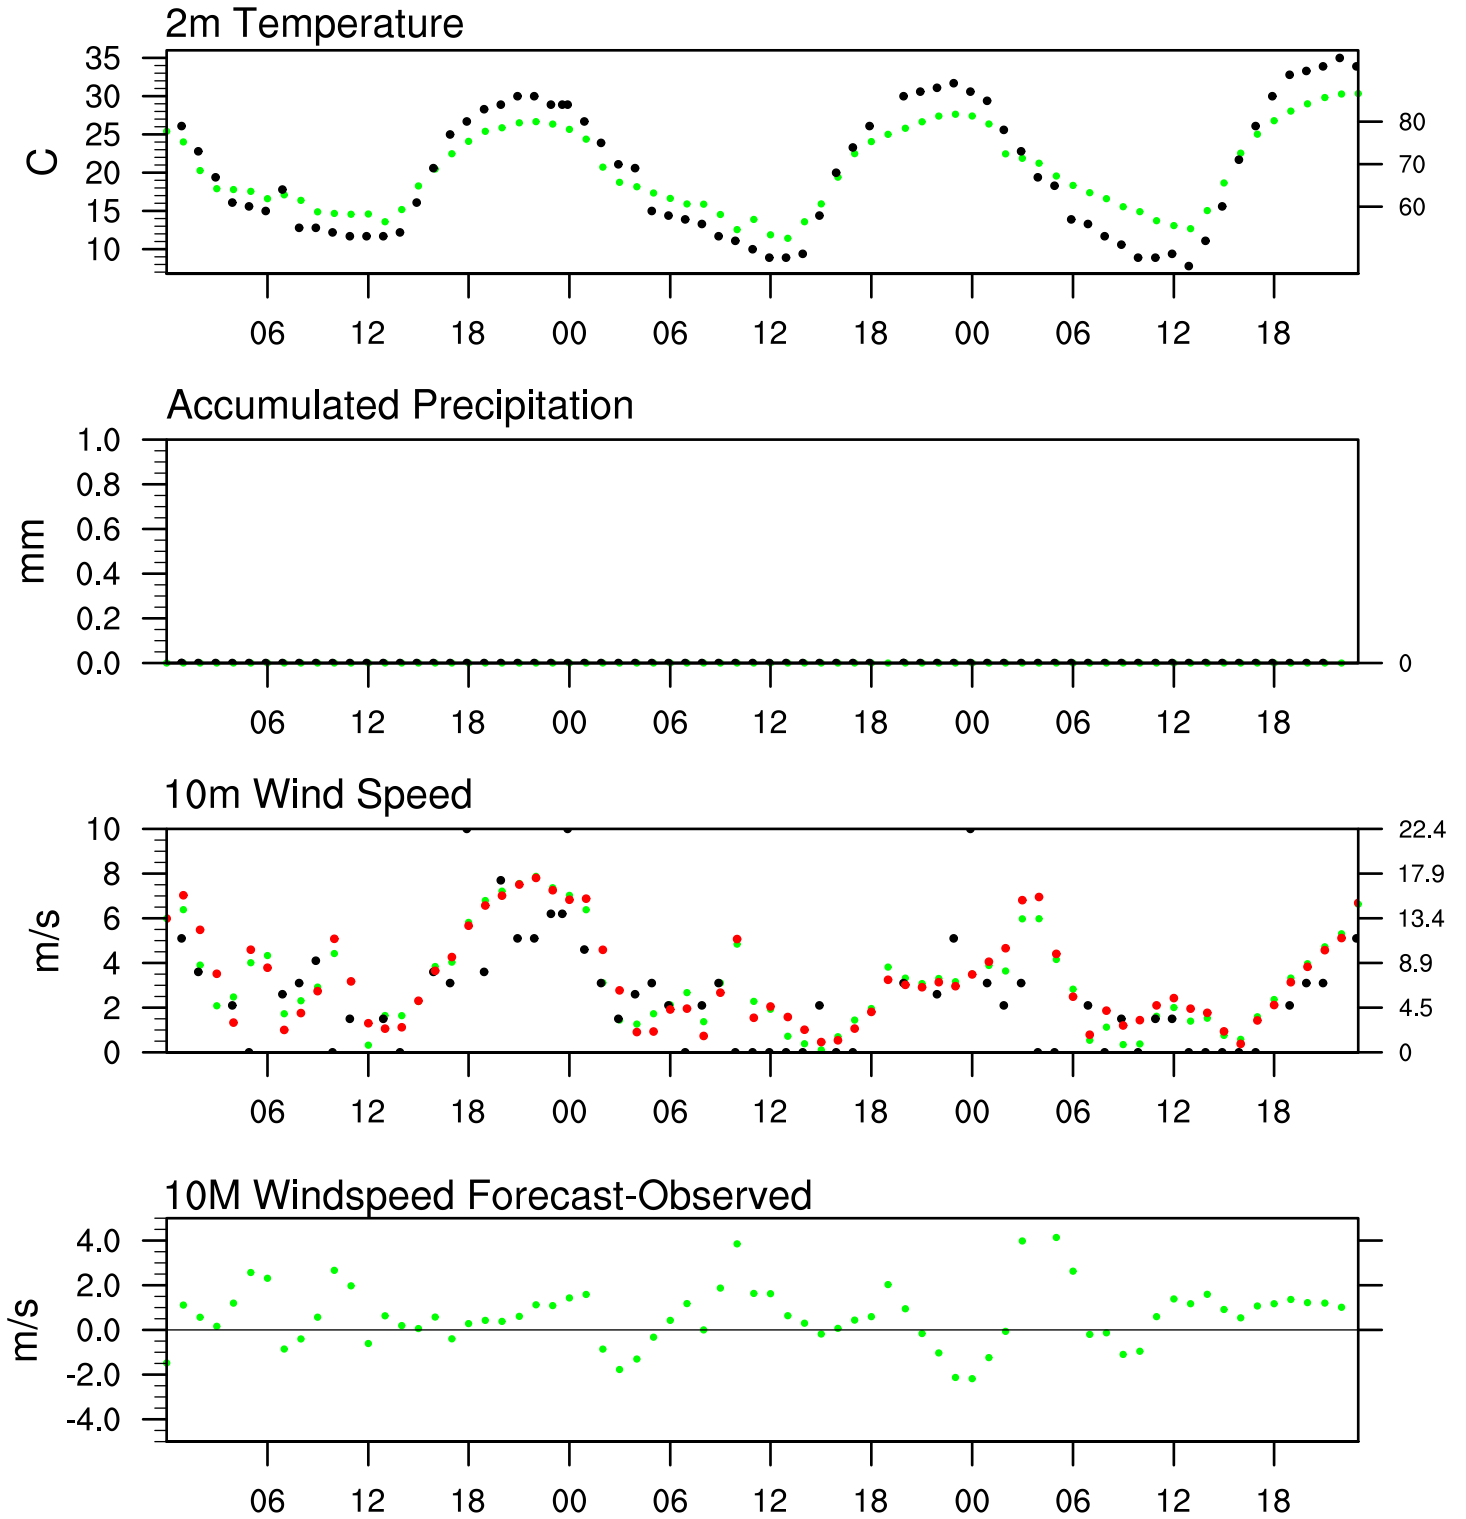 2m Temperature
35
30
25
20
15
10
C
80
70
60
06 12 18 00 06 12 18 00 06 12 18
Accumulated Precipitation
1.0
0.8
0.6
0.4
0.2
0.0
mm
0
06 12 18 00 06 12 18 00 06 12 18
10m Wind Speed
10
8
6
4
2
0
m/s
22.4
17.9
13.4
8.9
4.5
0
06 12 18 00 06 12 18 00 06 12 18
10M Windspeed Forecast-Observed
4.0
2.0
0.0
-2.0
-4.0
m/s
06 12 18 00 06 12 18 00 06 12 18